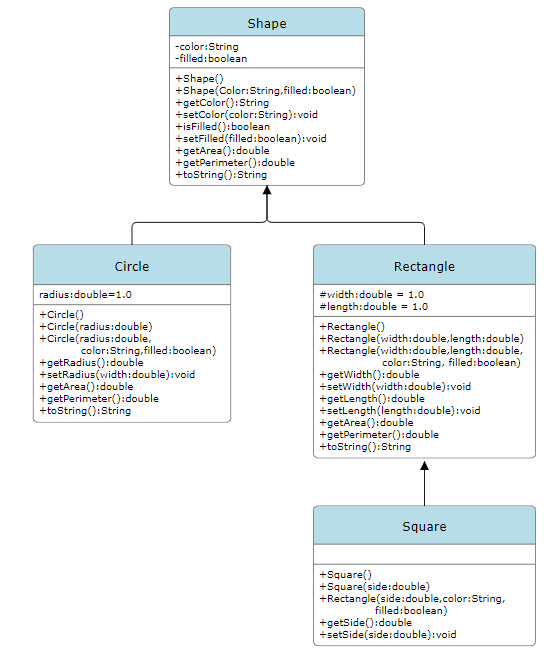 Shape
-color:String
-filled:boolean
+Shape()
+Shape(Color:String,filled:boolean)
+getColor():String
+setColor(color:String):void
+isFilled():boolean
+setFilled(filled:boolean):void
+getArea():double
+getPerimeter():double
+toString():String
Circle
radius:double=1.0
+Circle()
+Circle(radius:double)
+Circle(radius:double,
color:String,filled:boolean)
+getRadius():double
+setRadius(width:double):void
+getArea():double
+getPerimeter():double
+toString():String
Rectangle
#width:double = 1.0
#length:double = 1.0
+Rectangle()
+Rectangle(width:double,length:double)
+Rectangle(width:double,length:double,
color:String, filled:boolean)
+getWidth():double
+setWidth(width:double):void
+getLength():double
+setLength(length:double):void
+getArea():double
+getPerimeter():double
+toString():String
Square
+Square()
+Square(side:double)
+Rectangle(side:double,color:String,
filled:boolean)
+getSide():double
+setSide(side:double):void